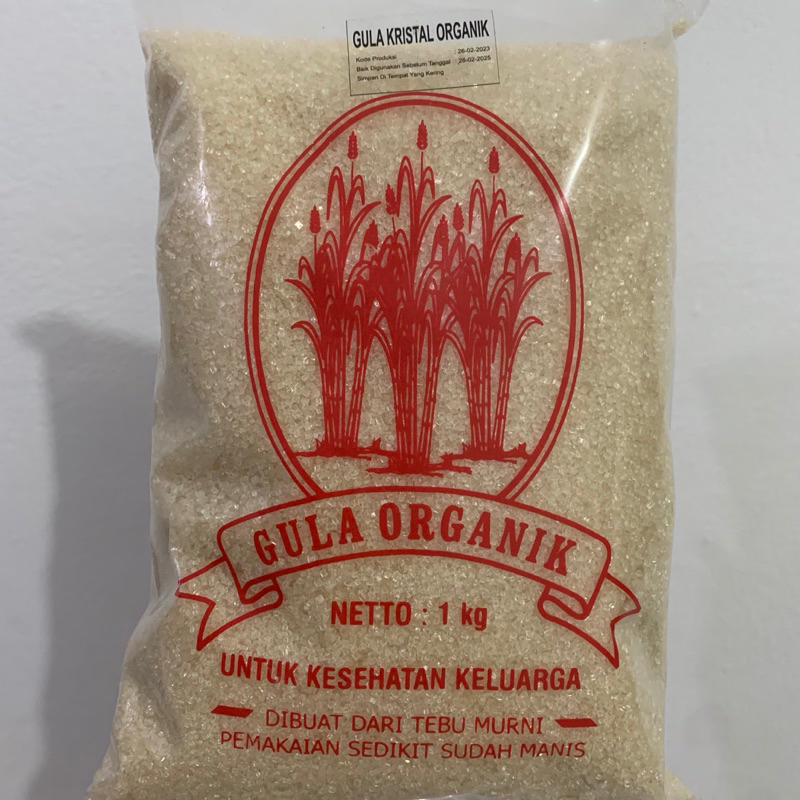 GULA KRISTAL ORGANIK
Kode Produksi : 26-02-2023
Baik Digunakan Sebelum Tanggal : 26-02-2025
Simpan Di Tempat Yang Kering
GULA ORGANIK
NETTO : 1 kg
UNTUK KESEHATAN KELUARGA
DIBUAT DARI TEBU MURNI
PEMAKAIAN SEDIKIT SUDAH MANIS